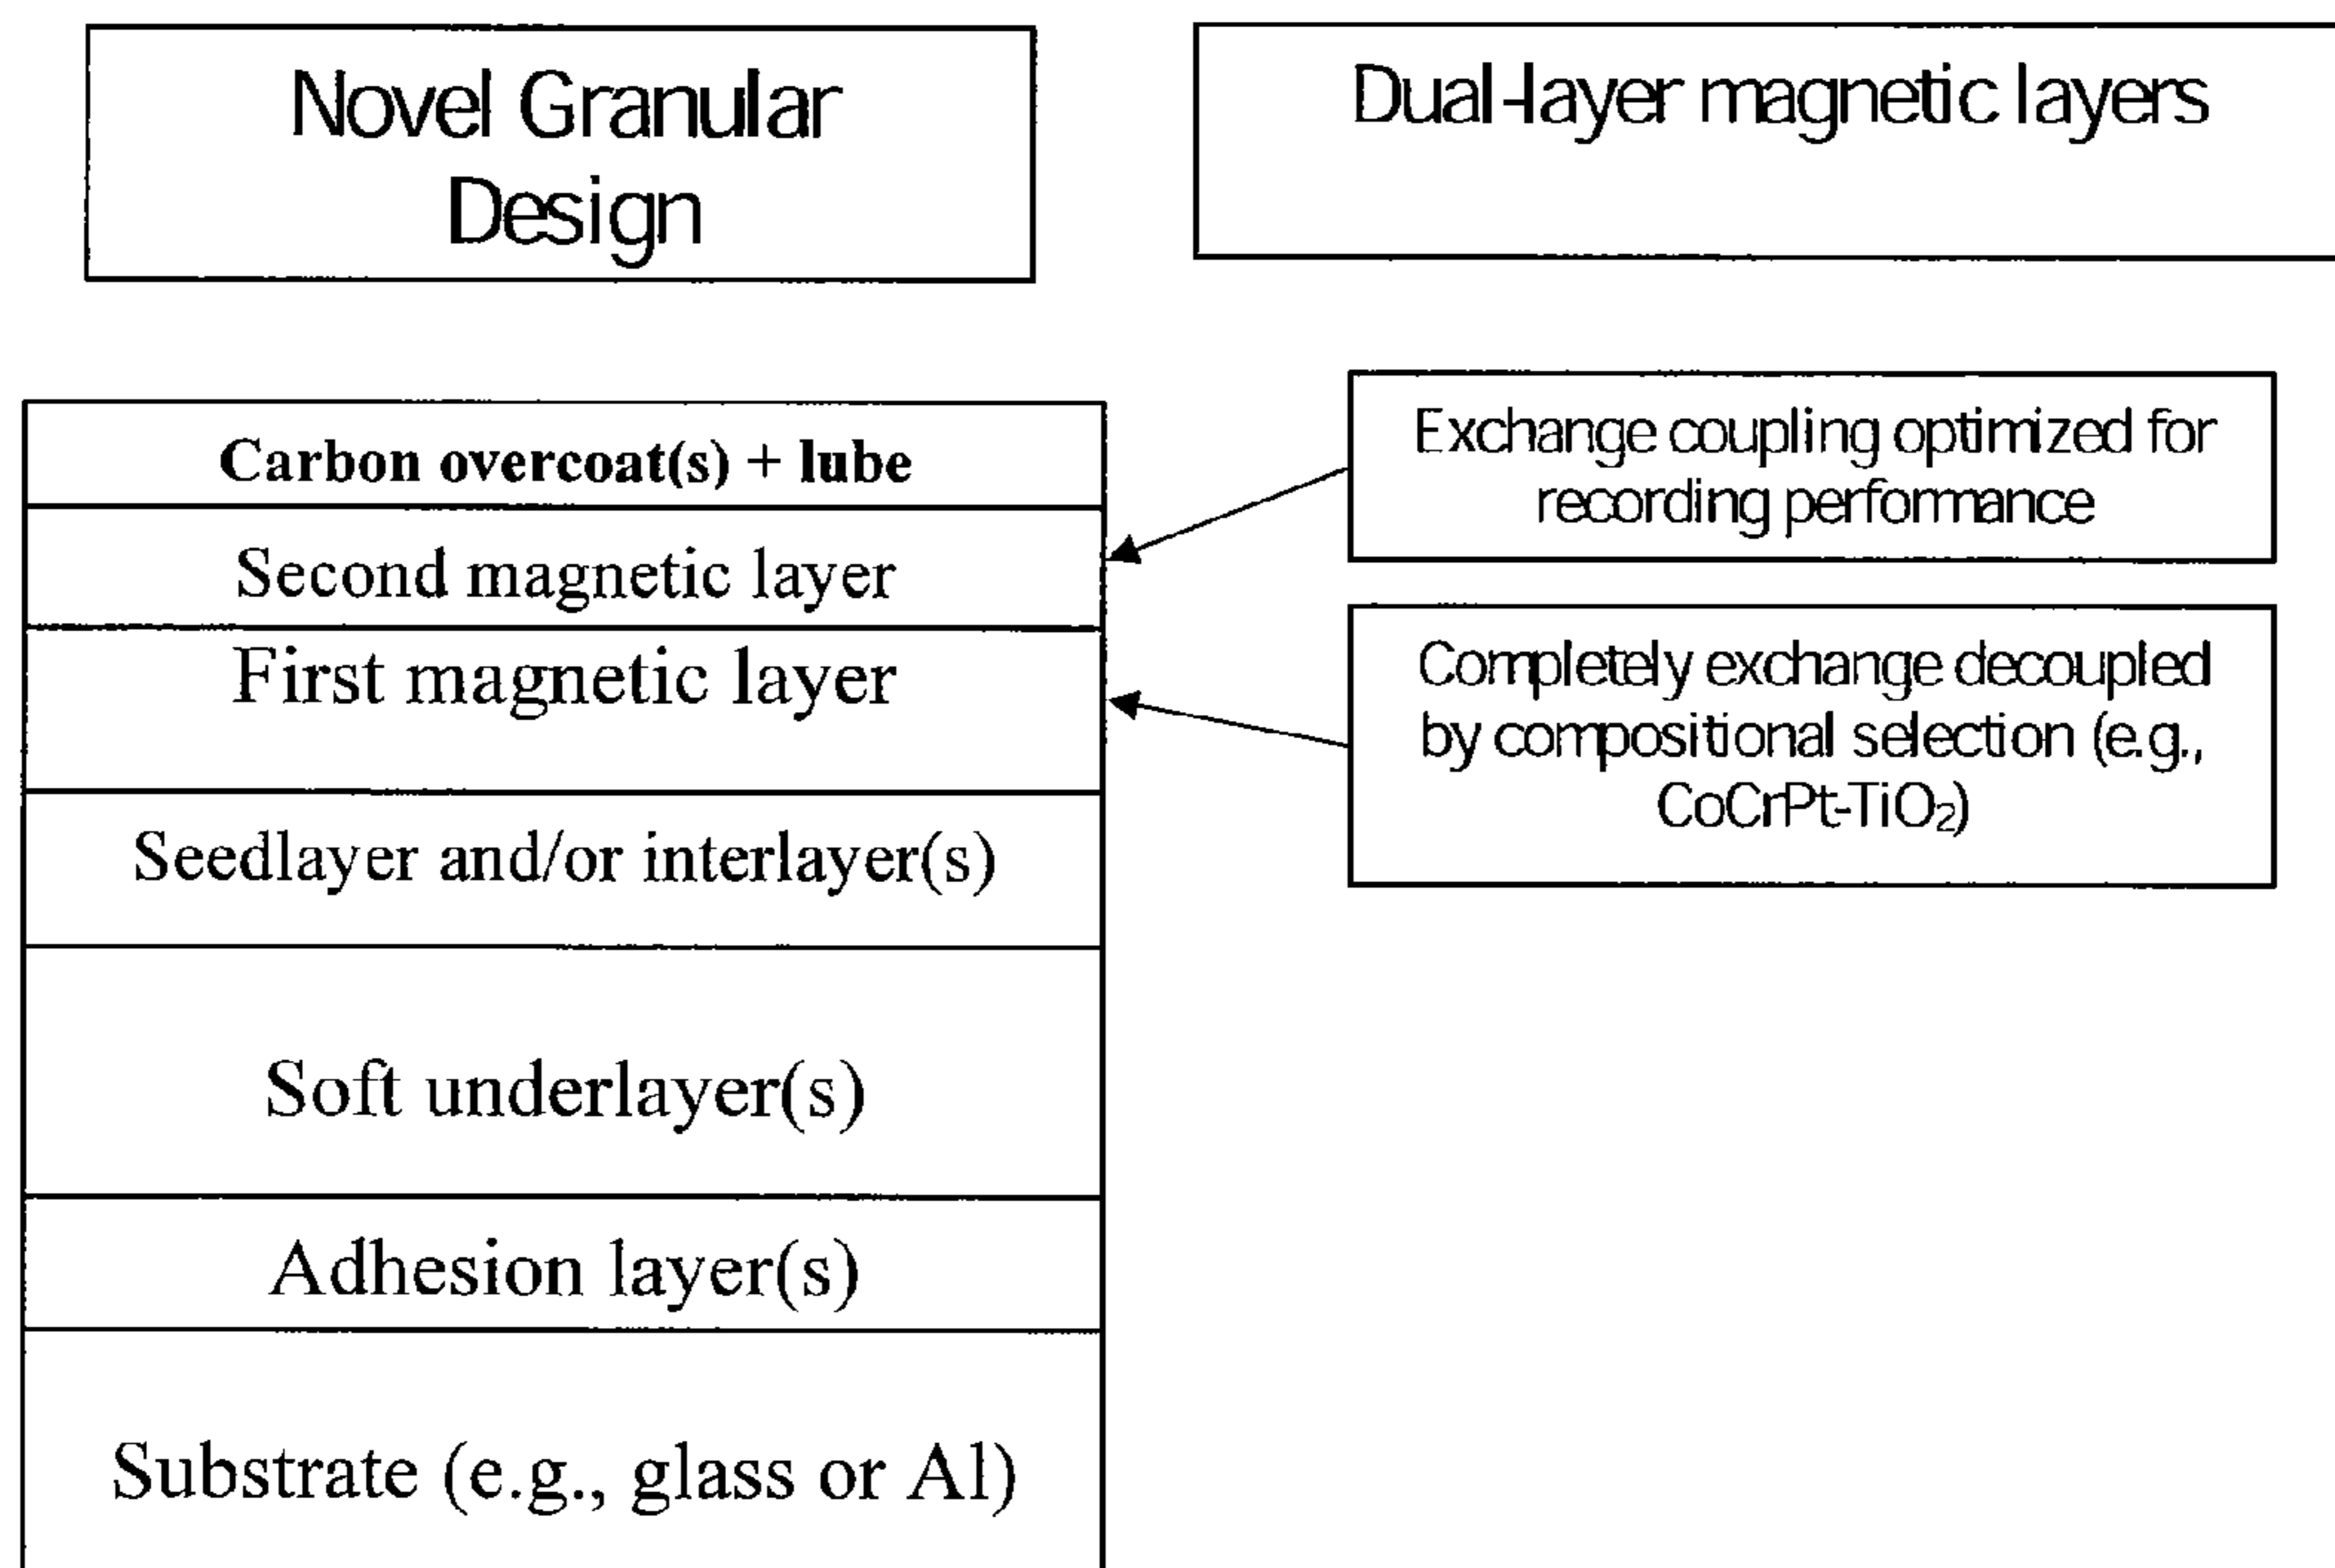 Novel Granular
Design
Dual-layer magnetic layers
Carbon overcoat(s) + lube
Second magnetic layer
First magnetic layer
Seedlayer and/or interlayer(s)
Soft underlayer(s)
Adhesion layer(s)
Substrate (e.g., glass or Al)
Exchange coupling optimized for
recording performance
Completely exchange decoupled
by compositional selection (e.g.,
CoCrPt-TiO₂)